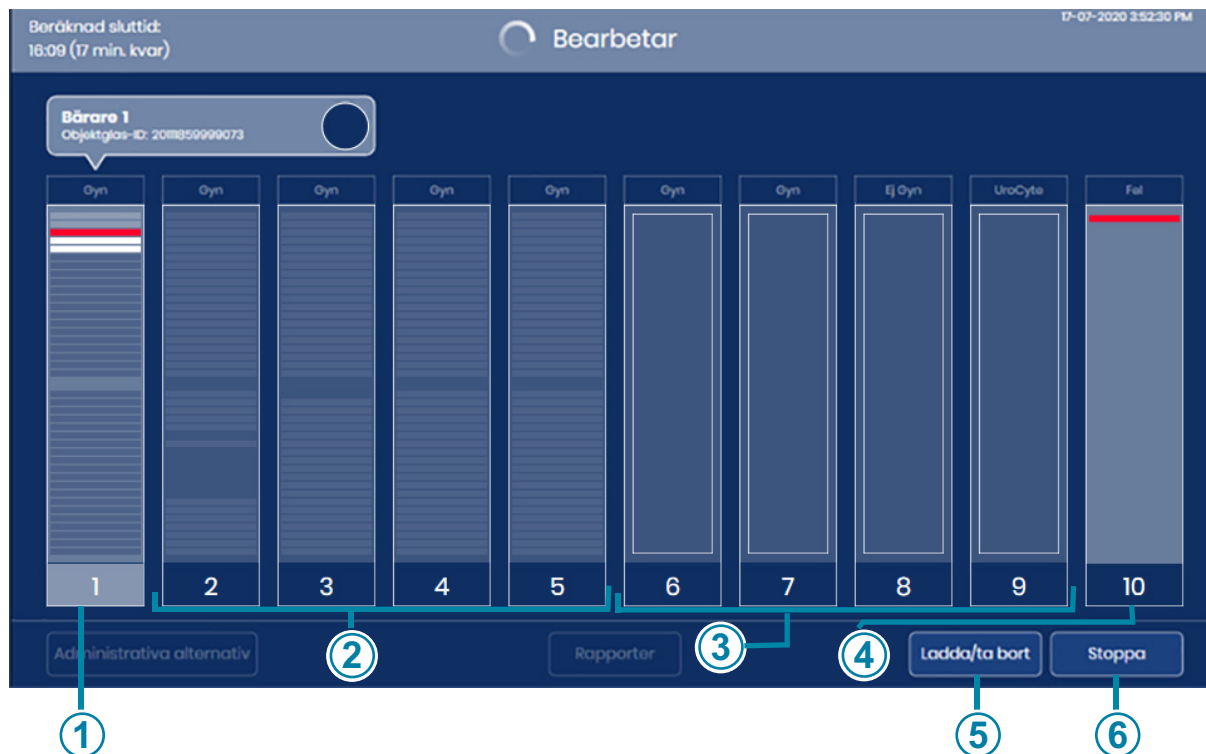 Beräknad sluttid:
16:09 (17 min. kvar)
Bearbetar
17-07-2020 3:52:30 PM
Bärare 1
Objektglas-ID: 20111859999073
Gyn Gyn Gyn Gyn Gyn Gyn Gyn Ej Gyn UroCyte Fel
1 2 3 4 5 6 7 8 9 10
Administrativa alternativ Rapporter Ladda/ta bort Stoppa
2 3 4
1 5 6